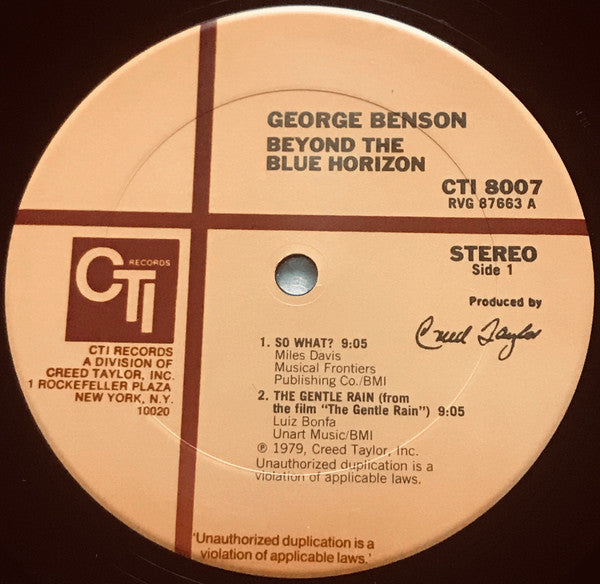 GEORGE BENSON
BEYOND THE
BLUE HORIZON
CTI 8007
RVG 87663 A
STEREO
Side 1
Produced by
Creed Taylor
CTI RECORDS
CTI RECORDS
A DIVISION OF
CREED TAYLOR, INC.
1 ROCKEFELLER PLAZA
NEW YORK, N.Y.
10020
1. SO WHAT? 9:05
Miles Davis
Musical Frontiers
Publishing Co./BMI
2. THE GENTLE RAIN (from
the film "The Gentle Rain") 9:05
Luiz Bonfa
Unart Music/BMI
℗ 1979, Creed Taylor, Inc.
Unauthorized duplication is a
violation of applicable laws.
'Unauthorized duplication is a
violation of applicable laws.'